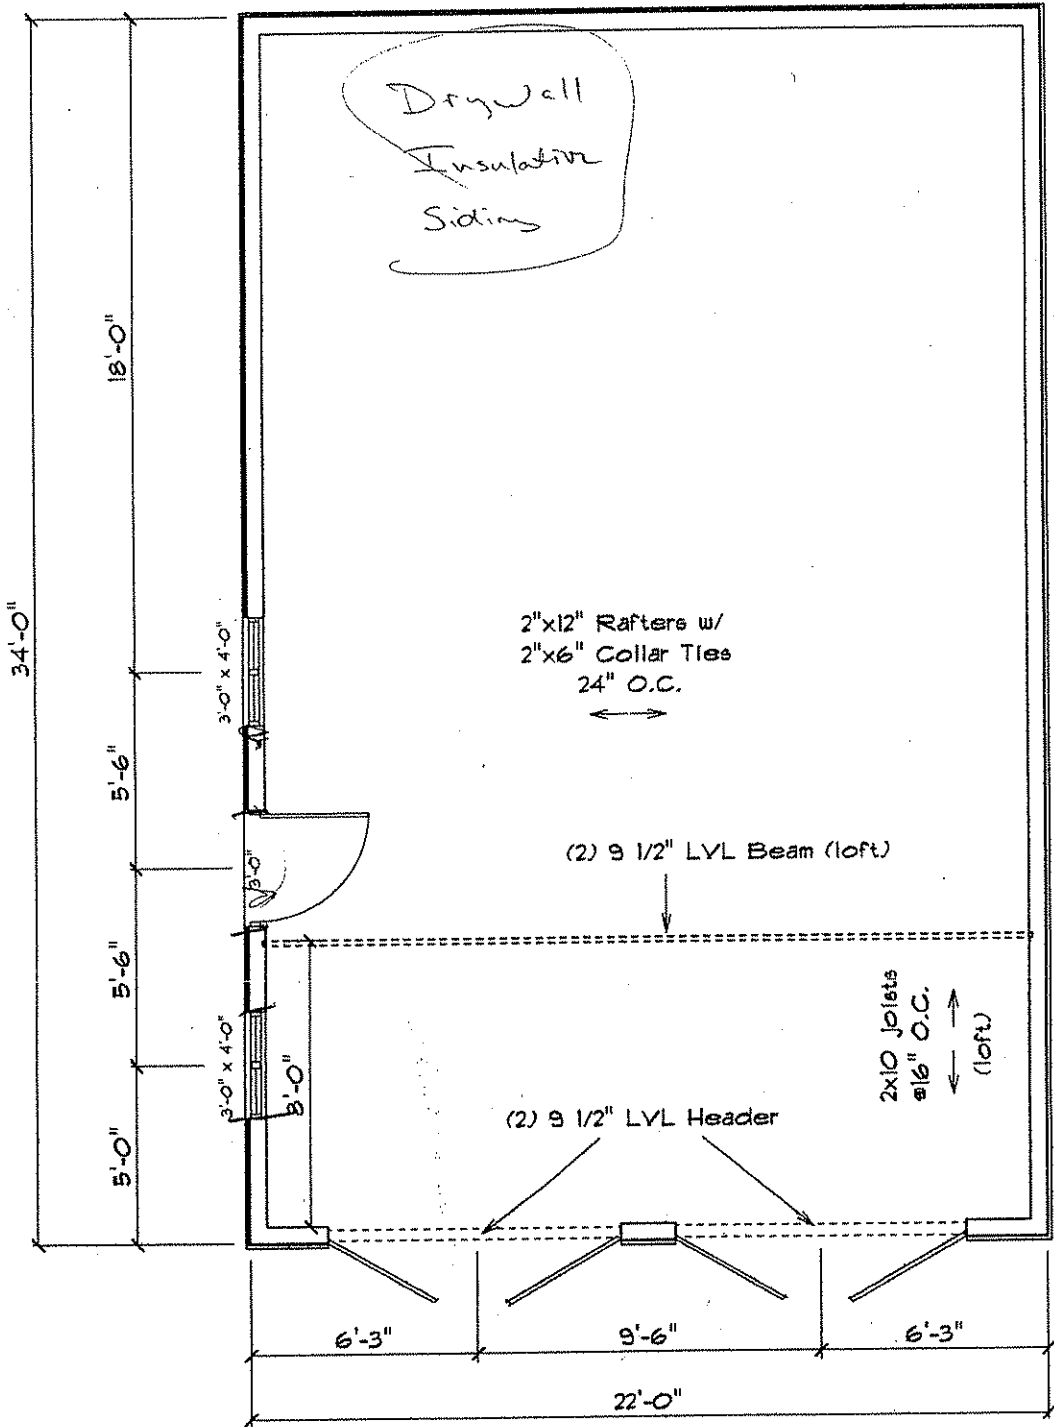 Drywall
Insulative
Siding
18'-0"
34'-0"
3'-0" x 4'-0"
2"x12" Rafters w/
2"x6" Collar Ties
24" O.C.
5'-6"
(2) 9 1/2" LVL Beam (loft)
3'-0"
5'-6"
2x10 joists
@16" O.C.
(loft)
3'-0" x 4'-0"
8'-0"
(2) 9 1/2" LVL Header
5'-0"
6'-3"
9'-6"
6'-3"
22'-0"